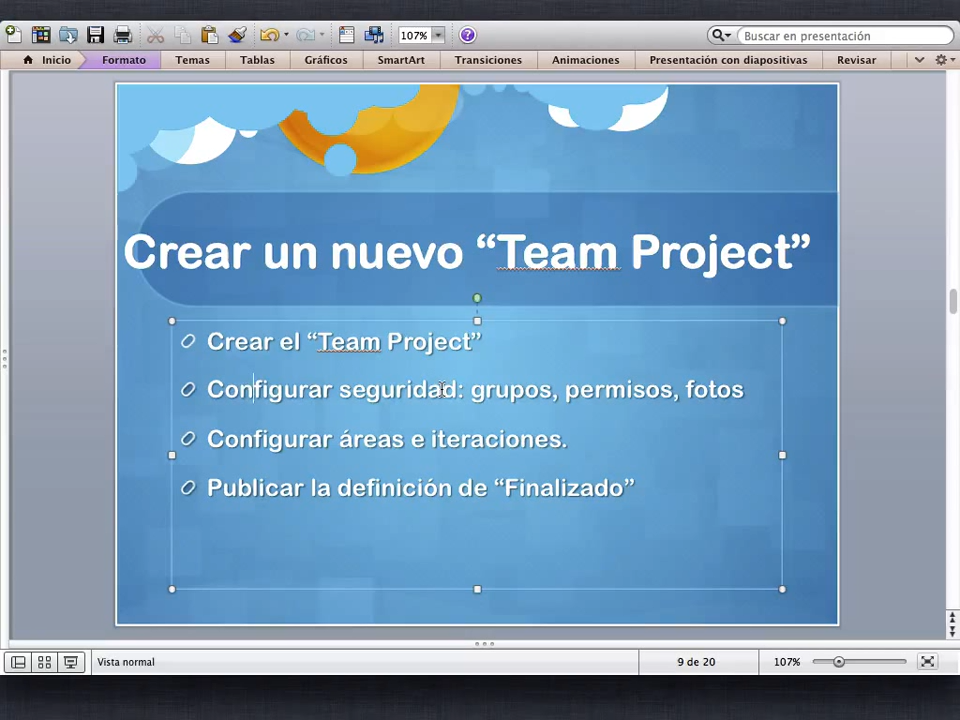 107%
Buscar en presentación
Inicio
Formato
Temas
Tablas
Gráficos
SmartArt
Transiciones
Animaciones
Presentación con diapositivas
Revisar
Crear un nuevo “Team Project”
Crear el “Team Project”
Configurar seguridad: grupos, permisos, fotos
Configurar áreas e iteraciones.
Publicar la definición de “Finalizado”
Vista normal
9 de 20
107%